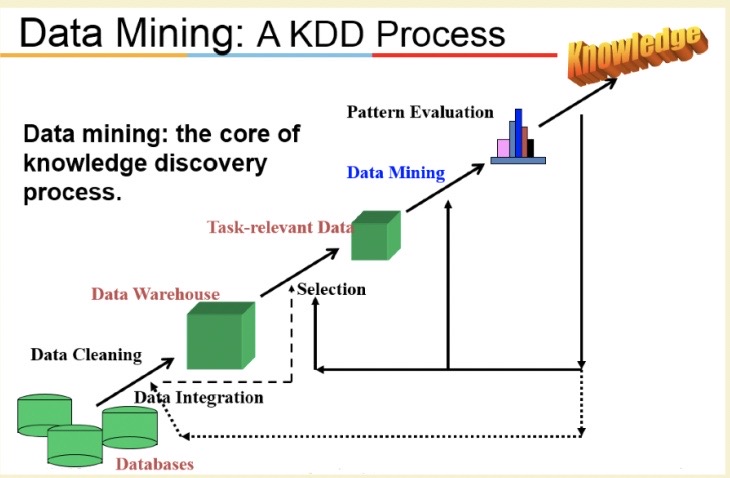 Data Mining: A KDD Process
Knowledge
Pattern Evaluation
Data mining: the core of
knowledge discovery
process.
Data Mining
Task-relevant Data
Selection
Data Warehouse
Data Cleaning
Data Integration
Databases